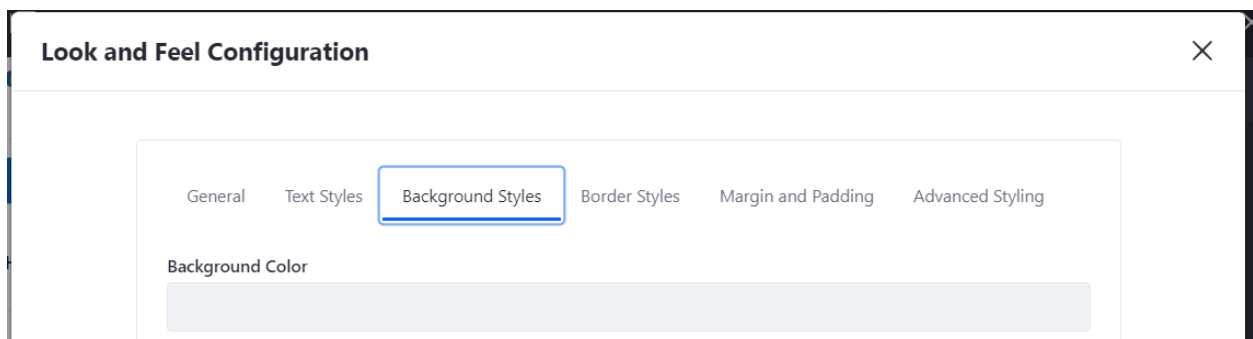 Look and Feel Configuration
General Text Styles Background Styles Border Styles Margin and Padding Advanced Styling
Background Color